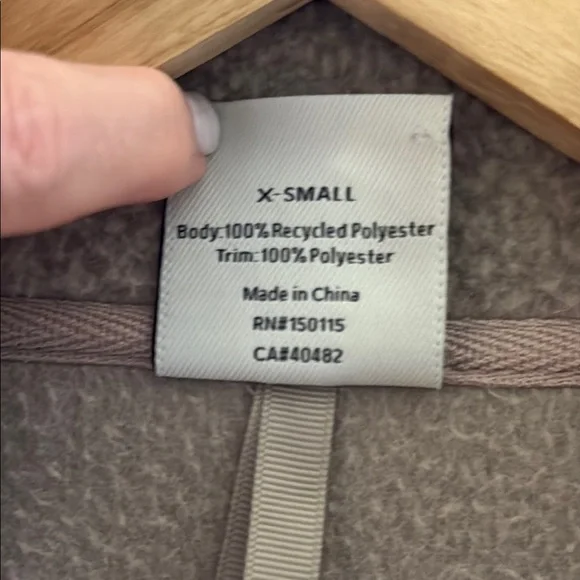 X-SMALL
Body:100% Recycled Polyester
Trim:100% Polyester
Made in China
RN#150115
CA#40482